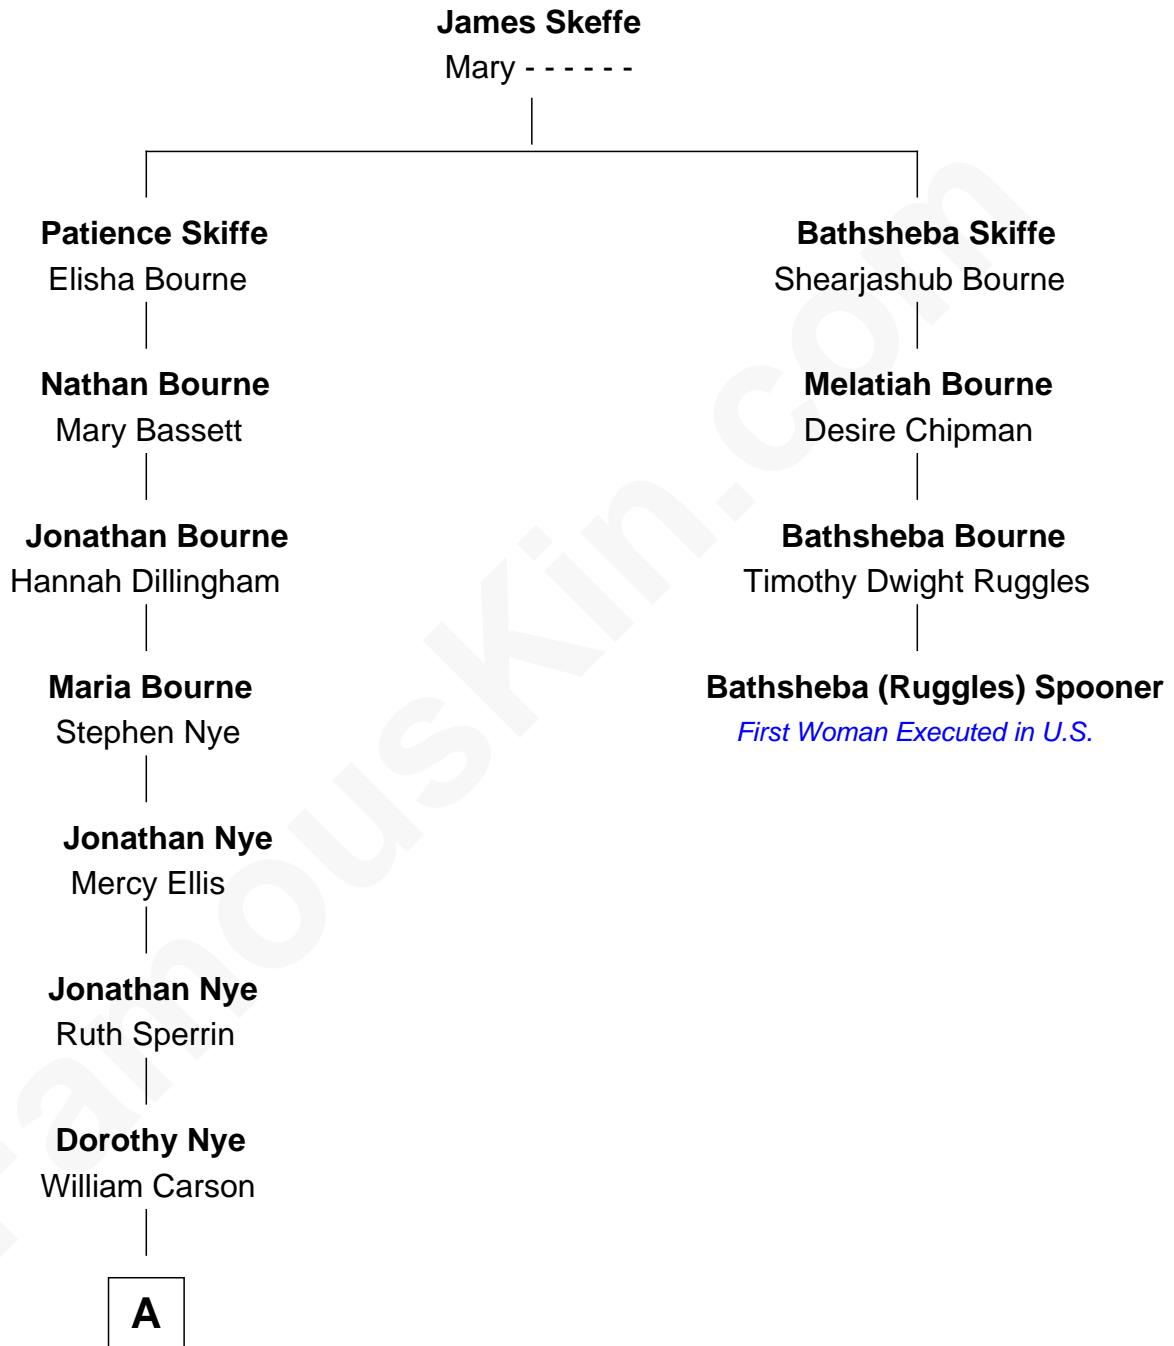 James Skeffe
Mary - - - - - -
Patience Skiffe
Elisha Bourne
Bathsheba Skiffe
Shearjashub Bourne
Nathan Bourne
Mary Bassett
Melatiah Bourne
Desire Chipman
Jonathan Bourne
Hannah Dillingham
Bathsheba Bourne
Timothy Dwight Ruggles
Maria Bourne
Stephen Nye
Bathsheba (Ruggles) Spooner
First Woman Executed in U.S.
Jonathan Nye
Mercy Ellis
Jonathan Nye
Ruth Sperrin
Dorothy Nye
William Carson
A
FamousKin.com